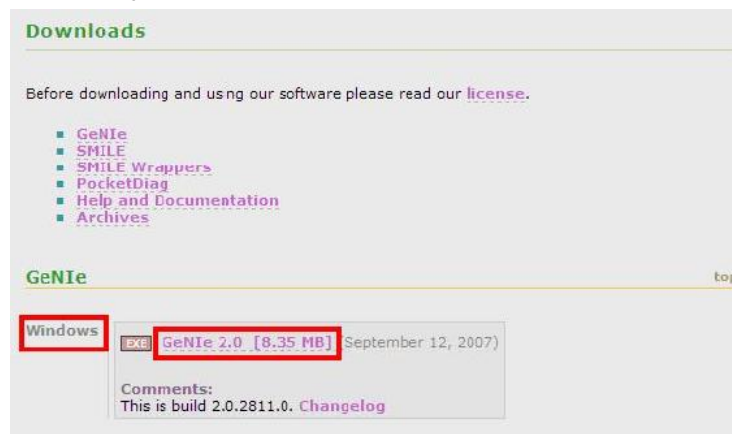 Downloads
Before downloading and using our software please read our license.
GeNIe
SMILE
SMILE Wrappers
PocketDiag
Help and Documentation
Archives
GeNIe
top
Windows
EXE GeNIe 2.0 [8.35 MB] (September 12, 2007)
Comments:
This is build 2.0.2811.0. Changelog